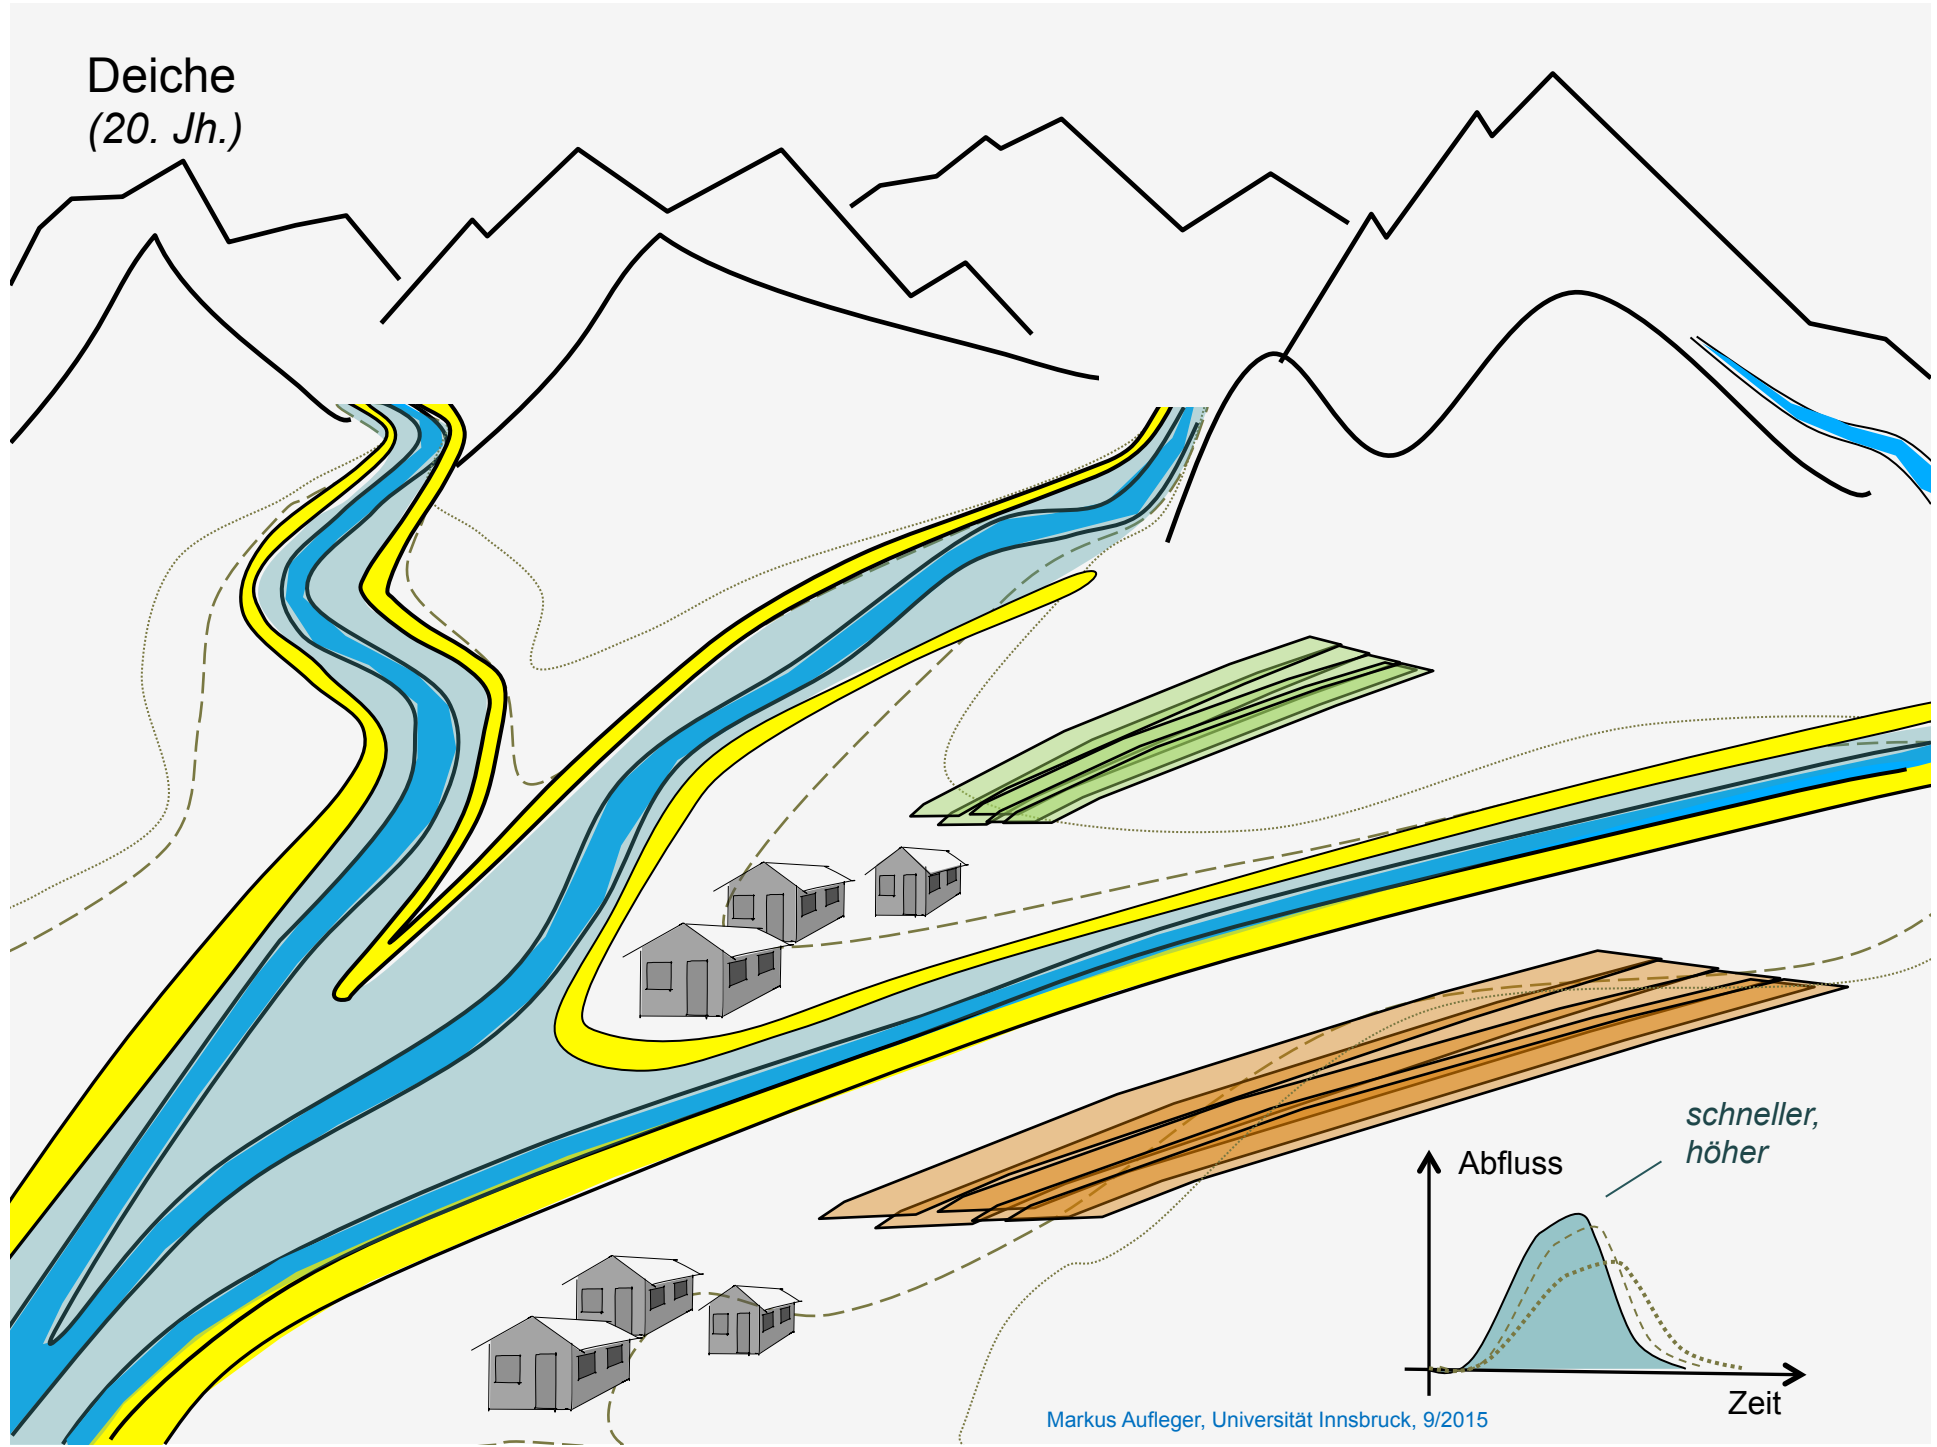 Deiche
(20. Jh.)
schneller,
höher
Abfluss
Zeit
Markus Aufleger, Universität Innsbruck, 9/2015